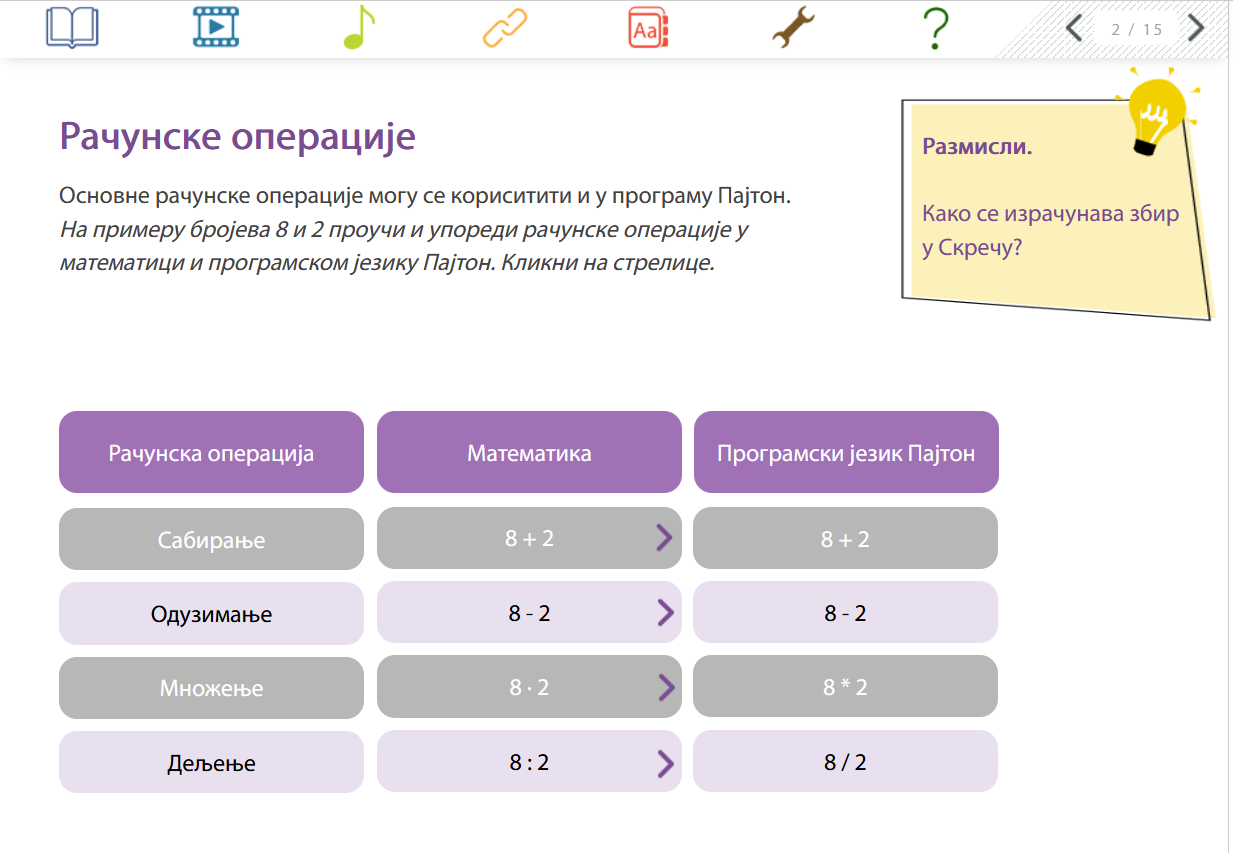 Aa
?
2 / 15
Рачунске операције
Основне рачунске операције могу се кориситити и у програму Пајтон.
На примеру бројева 8 и 2 проучи и упореди рачунске операције у
математици и програмском језику Пајтон. Кликни на стрелице.
Размисли.
Како се израчунава збир
у Скречу?
Рачунска операција
Математика
Програмски језик Пајтон
Сабирање
8 + 2
8 + 2
Одузимање
8 - 2
8 - 2
Множење
8 · 2
8 * 2
Дељење
8 : 2
8 / 2